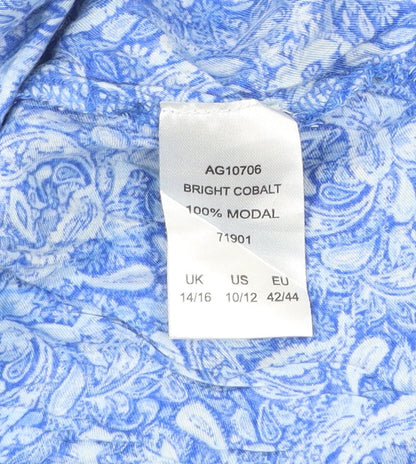 AG10706
BRIGHT COBALT
100% MODAL
71901
UK US EU
14/16 10/12 42/44